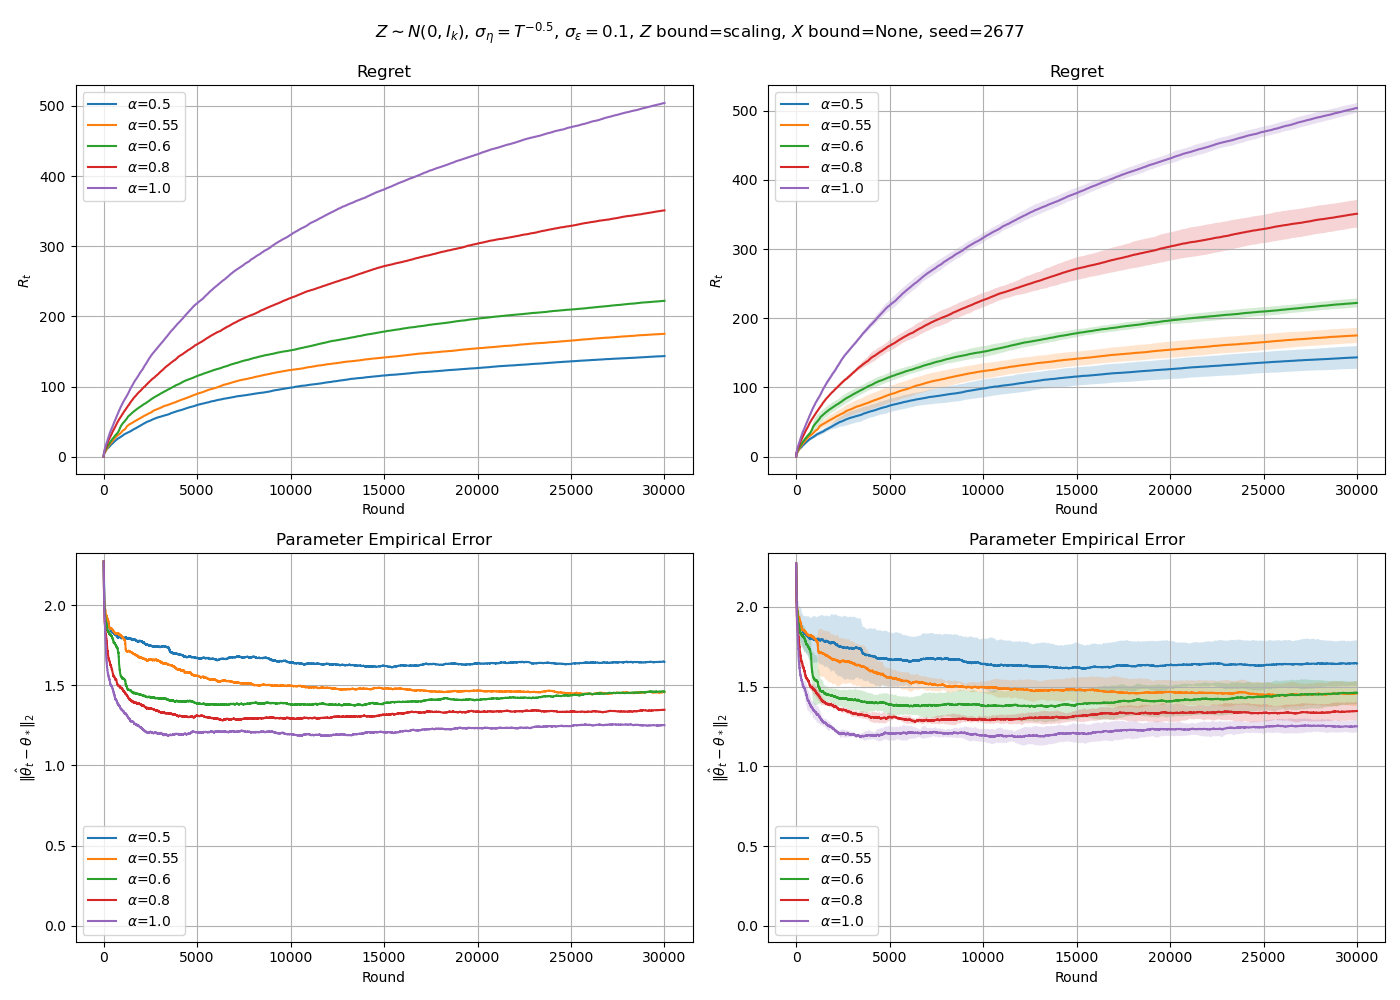 Z ∼ N(0, I_k), σ_η = T^{−0.5}, σ_ε = 0.1, Z bound=scaling, X bound=None, seed=2677
Regret
R_t
500
400
300
200
100
0
α=0.5
α=0.55
α=0.6
α=0.8
α=1.0
0 5000 10000 15000 20000 25000 30000
Round
Regret
R_t
500
400
300
200
100
0
α=0.5
α=0.55
α=0.6
α=0.8
α=1.0
0 5000 10000 15000 20000 25000 30000
Round
Parameter Empirical Error
‖θ̂_t − θ_*‖_2
2.0
1.5
1.0
0.5
0.0
α=0.5
α=0.55
α=0.6
α=0.8
α=1.0
0 5000 10000 15000 20000 25000 30000
Round
Parameter Empirical Error
‖θ̂_t − θ_*‖_2
2.0
1.5
1.0
0.5
0.0
α=0.5
α=0.55
α=0.6
α=0.8
α=1.0
0 5000 10000 15000 20000 25000 30000
Round